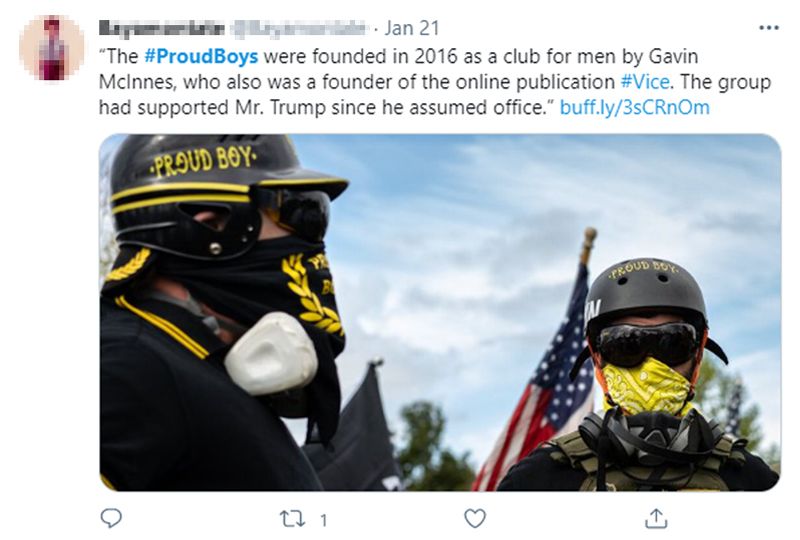 · Jan 21
“The #ProudBoys were founded in 2016 as a club for men by Gavin
McInnes, who also was a founder of the online publication #Vice. The group
had supported Mr. Trump since he assumed office.” buff.ly/3sCRnOm
·PROUD BOY·
PROUD BOY·
1